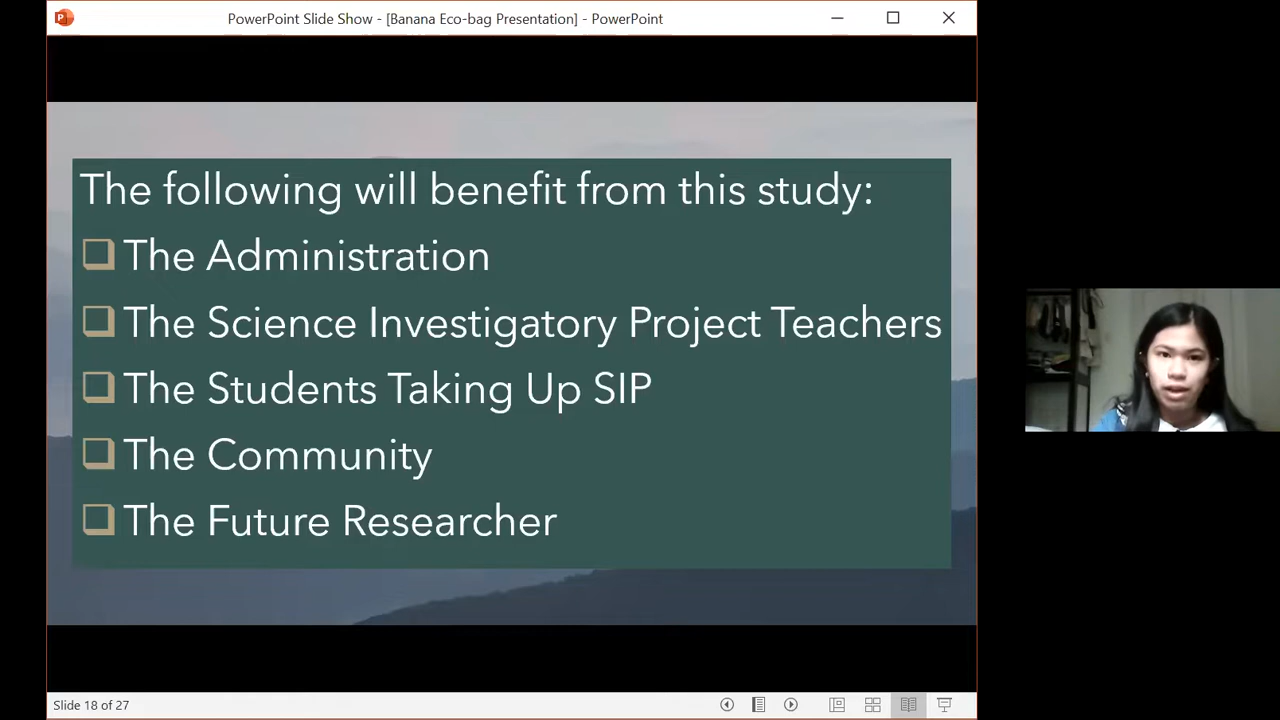 PowerPoint Slide Show - [Banana Eco-bag Presentation] - PowerPoint
The following will benefit from this study:
The Administration
The Science Investigatory Project Teachers
The Students Taking Up SIP
The Community
The Future Researcher
Slide 18 of 27